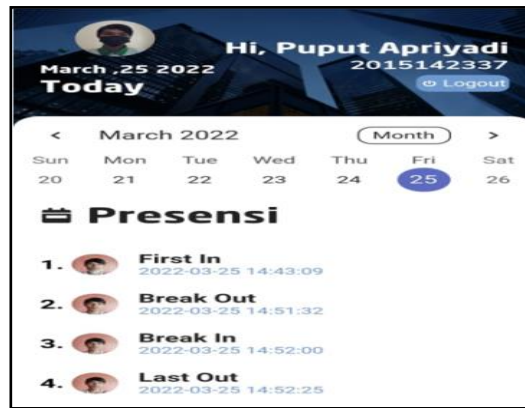 Hi, Puput Apriyadi
March ,25 2022
2015142337
Today
Logout
< March 2022 Month >
Sun Mon Tue Wed Thu Fri Sat
20 21 22 23 24 25 26
Presensi
1. First In
2022-03-25 14:43:09
2. Break Out
2022-03-25 14:51:32
3. Break In
2022-03-25 14:52:00
4. Last Out
2022-03-25 14:52:25